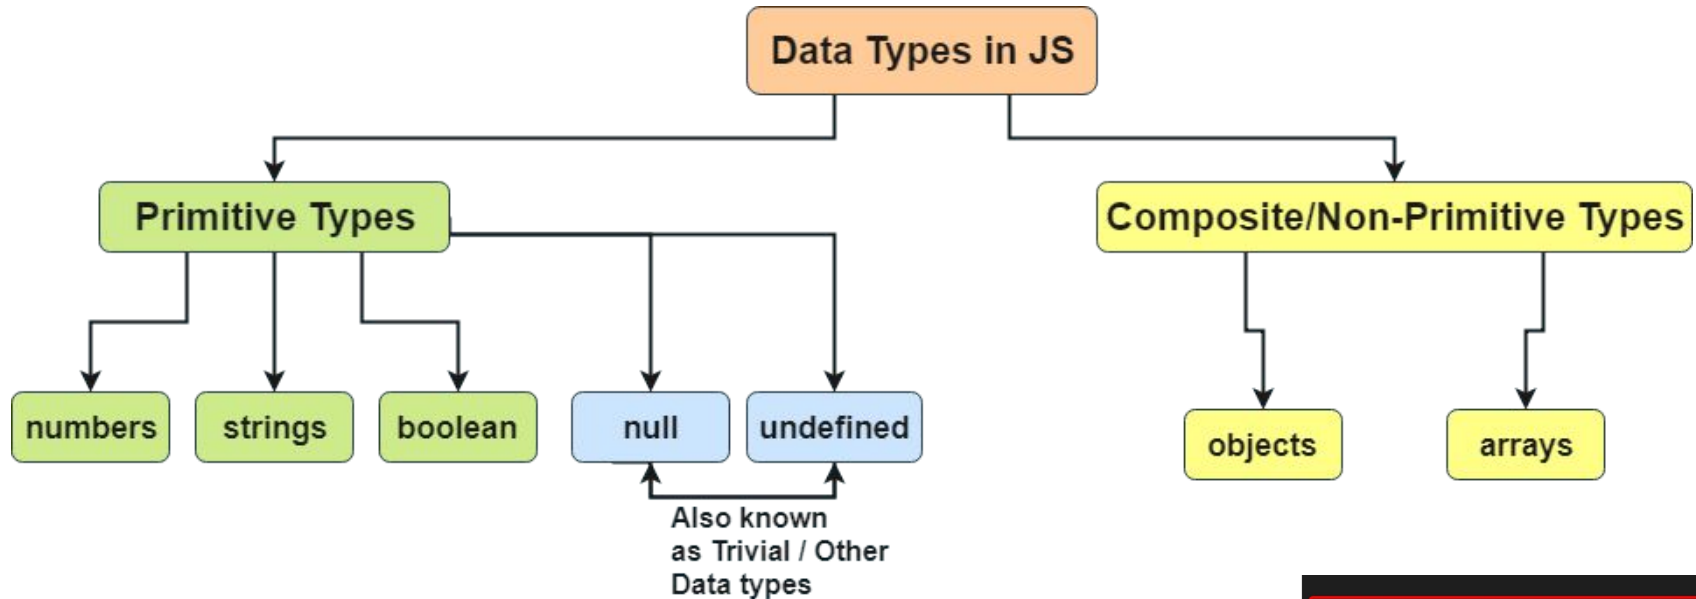 Data Types in JS
Primitive Types
Composite/Non-Primitive Types
numbers
strings
boolean
null
undefined
objects
arrays
Also known
as Trivial / Other
Data types